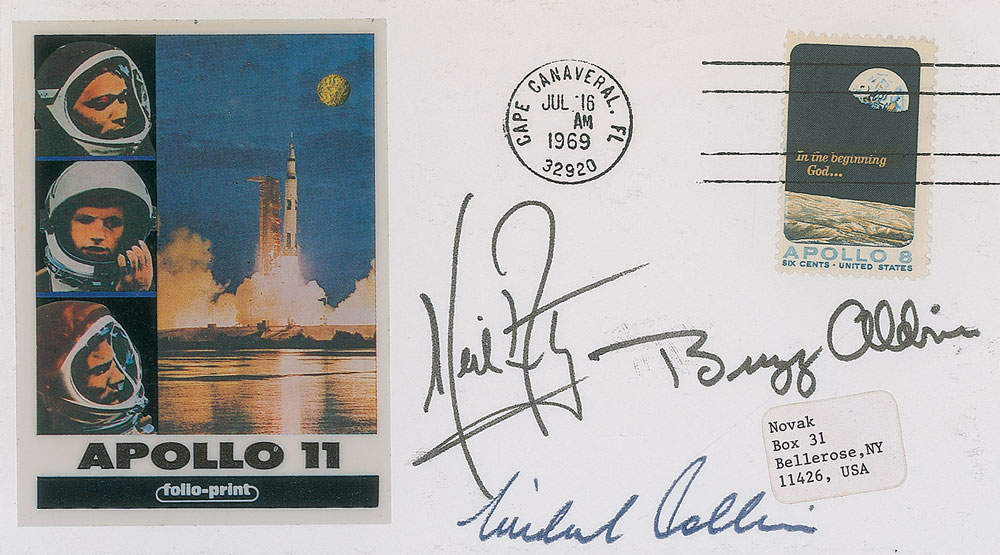 APOLLO 11
folio-print
CAPE CANAVERAL, FL
JUL 16
AM
1969
32920
In the beginning
God...
APOLLO 8
SIX CENTS · UNITED STATES
Neil
Buzz Aldrin
Michael Collins
Novak
Box 31
Bellerose,NY
11426, USA